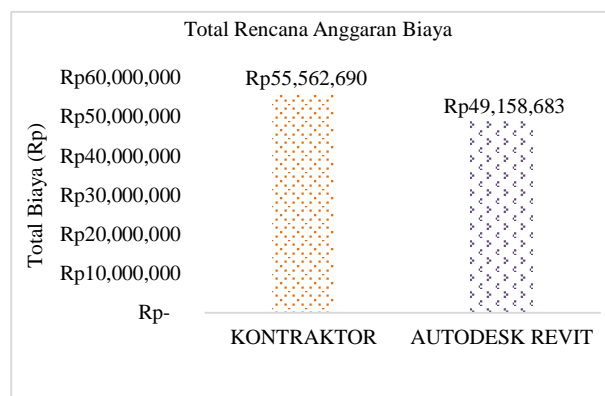 Total Rencana Anggaran Biaya
Total Biaya (Rp)
Rp60,000,000
Rp50,000,000
Rp40,000,000
Rp30,000,000
Rp20,000,000
Rp10,000,000
Rp-
Rp55,562,690
Rp49,158,683
KONTRAKTOR
AUTODESK REVIT